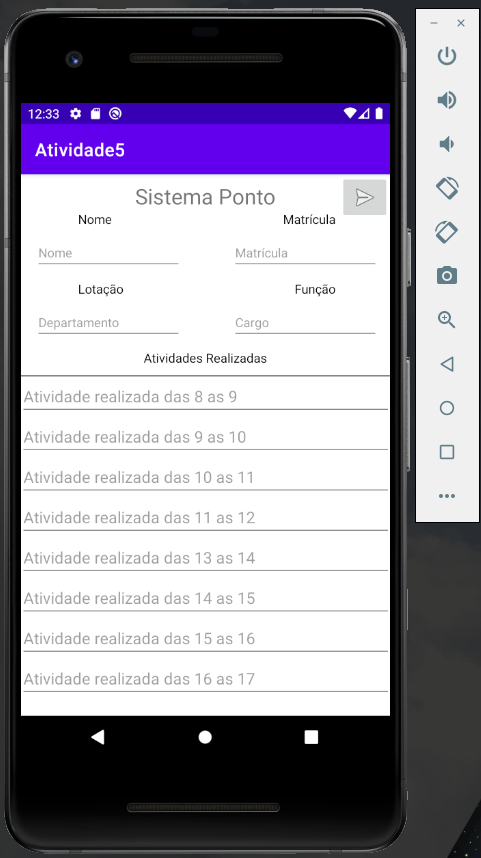 12:33
Atividade5
Sistema Ponto
Nome Matrícula
Nome Matrícula
Lotação Função
Departamento Cargo
Atividades Realizadas
Atividade realizada das 8 as 9
Atividade realizada das 9 as 10
Atividade realizada das 10 as 11
Atividade realizada das 11 as 12
Atividade realizada das 13 as 14
Atividade realizada das 14 as 15
Atividade realizada das 15 as 16
Atividade realizada das 16 as 17